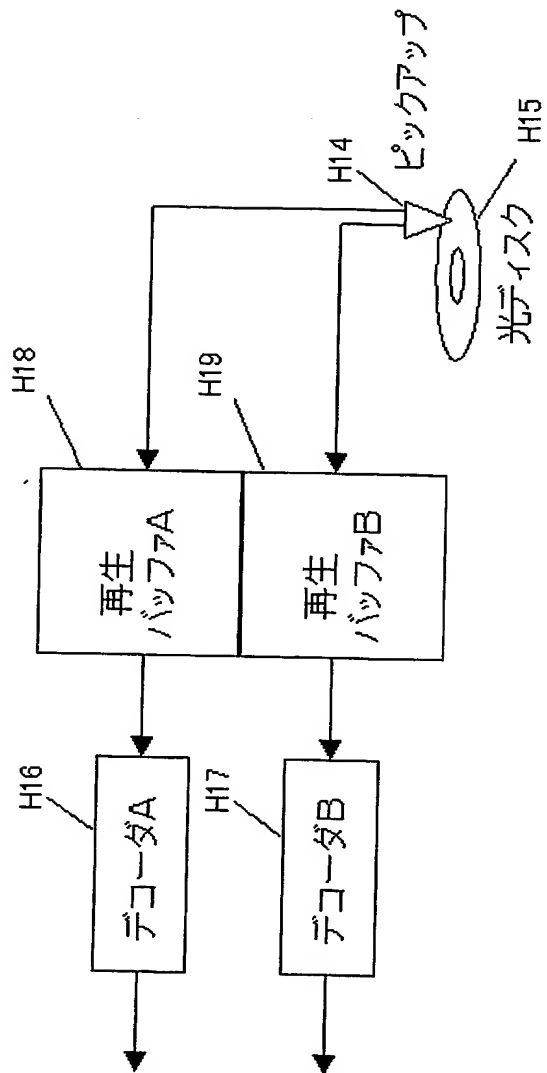 H16
デコーダA
H17
デコーダB
H18
再生
バッファA
H19
再生
バッファB
H14
ピックアップ
光ディスク
H15